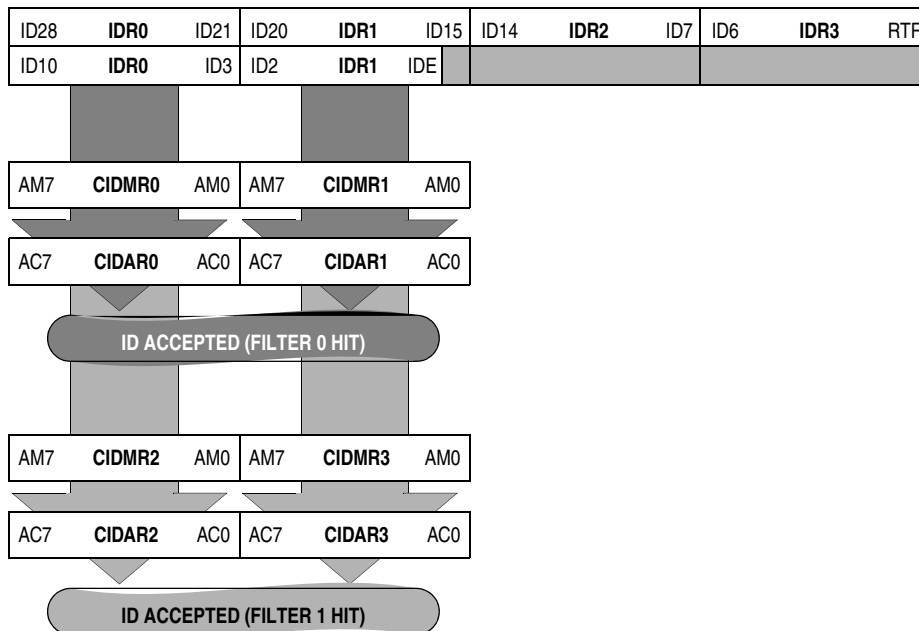 ID28 IDR0 ID21 ID20 IDR1 ID15 ID14 IDR2 ID7 ID6 IDR3 RTR
ID10 IDR0 ID3 ID2 IDR1 IDE
AM7 CIDMR0 AM0 AM7 CIDMR1 AM0
AC7 CIDAR0 AC0 AC7 CIDAR1 AC0
ID ACCEPTED (FILTER 0 HIT)
AM7 CIDMR2 AM0 AM7 CIDMR3 AM0
AC7 CIDAR2 AC0 AC7 CIDAR3 AC0
ID ACCEPTED (FILTER 1 HIT)